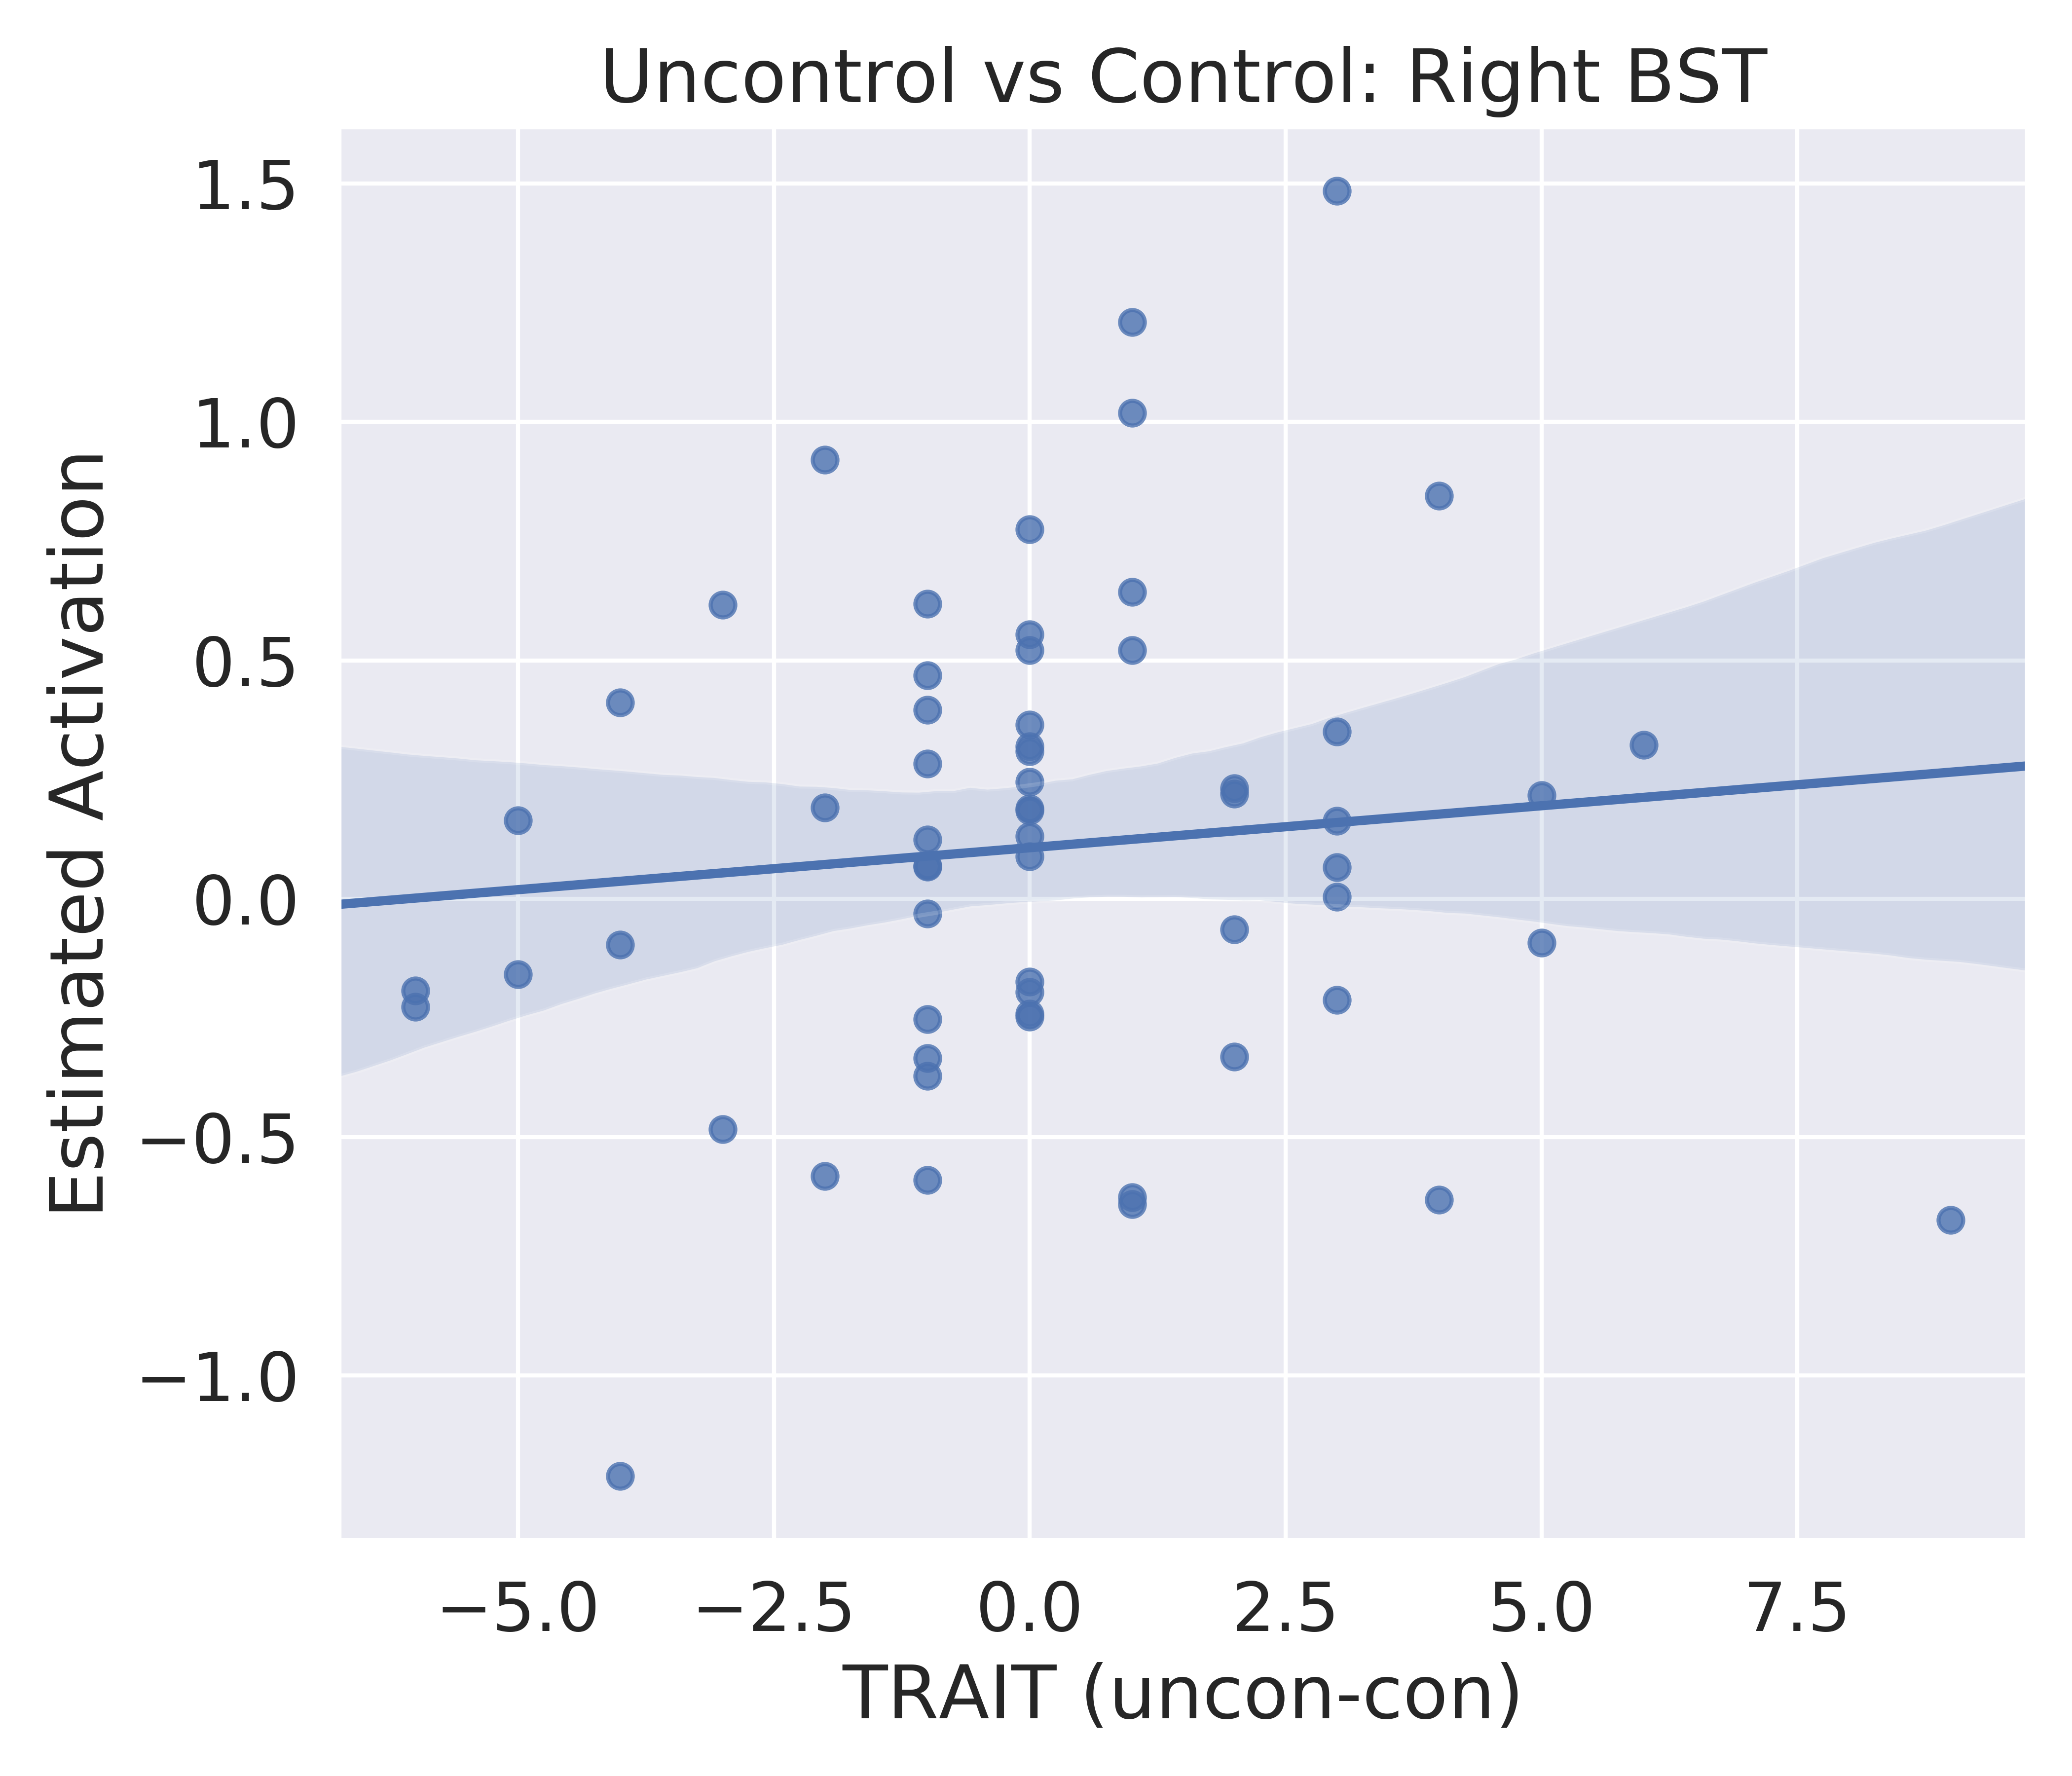 Uncontrol vs Control: Right BST
1.5
1.0
0.5
0.0
−0.5
−1.0
Estimated Activation
−5.0 −2.5 0.0 2.5 5.0 7.5
TRAIT (uncon-con)